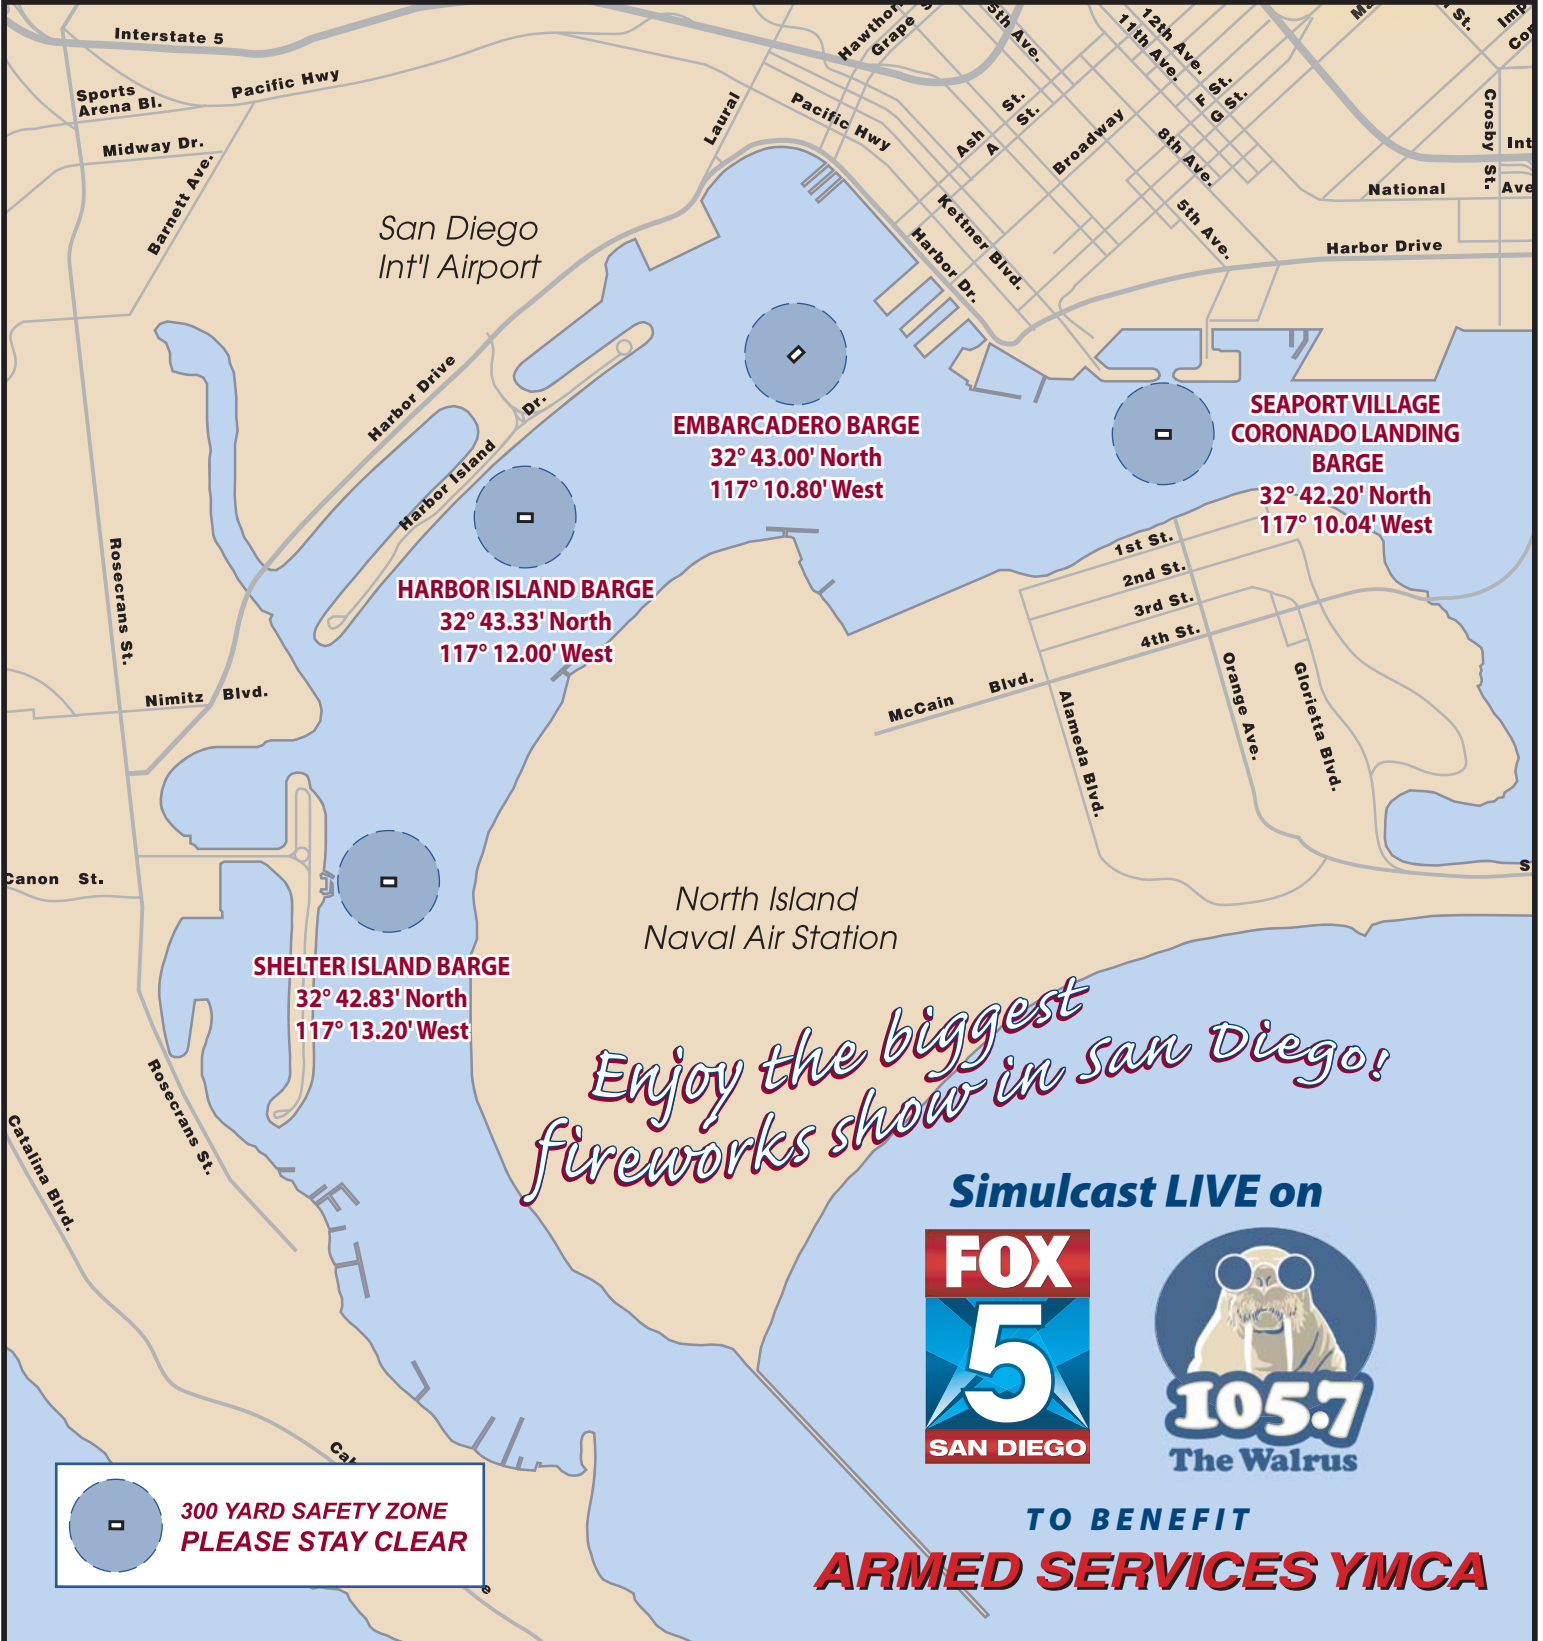 Interstate 5
Sports
Arena Bl.
Pacific Hwy
Midway Dr.
Barnett Ave.
San Diego
Int'l Airport
Laural
Grape
Pacific Hwy
5th Ave.
12th Ave.
11th Ave.
F St.
G St.
Ash St.
A St.
Broadway
8th Ave.
5th Ave.
Kettner Blvd.
Harbor Dr.
St.
Crosby St.
Int
National Ave
Harbor Drive
Harbor Drive
Harbor Island Dr.
EMBARCADERO BARGE
32° 43.00' North
117° 10.80' West
SEAPORT VILLAGE
CORONADO LANDING
BARGE
32° 42.20' North
117° 10.04' West
HARBOR ISLAND BARGE
32° 43.33' North
117° 12.00' West
Rosecrans St.
Nimitz Blvd.
1st St.
2nd St.
3rd St.
4th St.
McCain Blvd.
Alameda Blvd.
Orange Ave.
Glorietta Blvd.
Canon St.
S
North Island
Naval Air Station
SHELTER ISLAND BARGE
32° 42.83' North
117° 13.20' West
Rosecrans St.
Catalina Blvd.
Enjoy the biggest
fireworks show in San Diego!
Simulcast LIVE on
FOX
5
SAN DIEGO
105.7
The Walrus
TO BENEFIT
ARMED SERVICES YMCA
300 YARD SAFETY ZONE
PLEASE STAY CLEAR